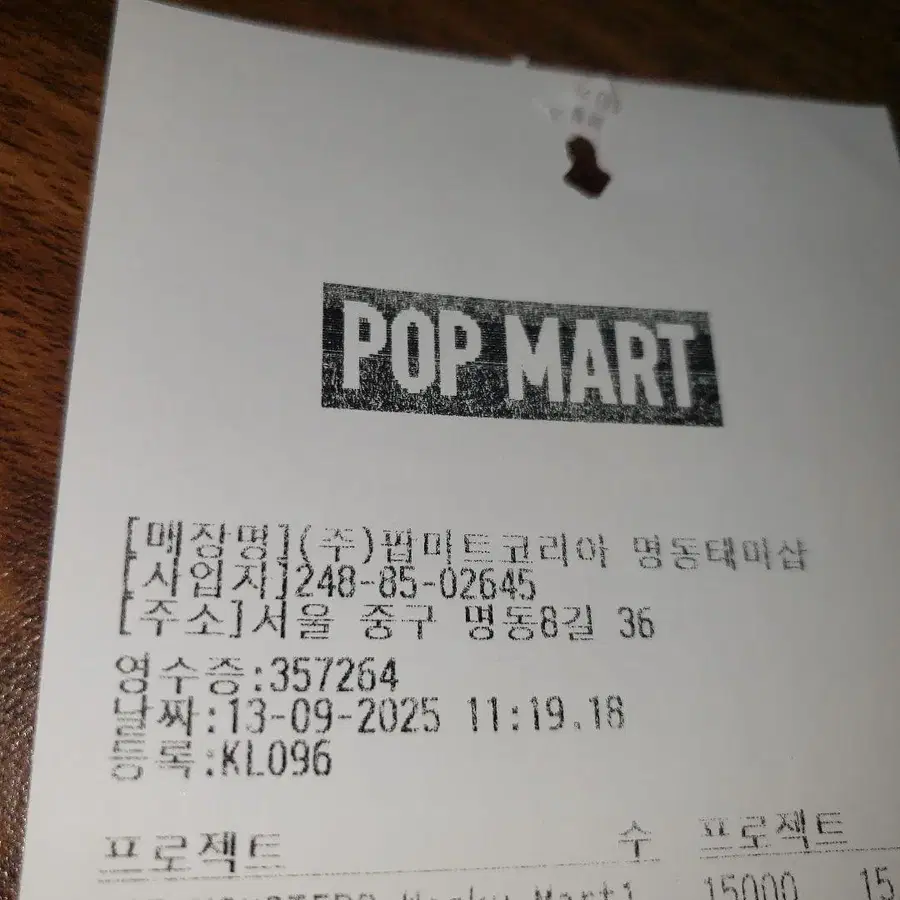 POP MART
[매장명](주)팝마트코리아 명동테마샵
[사업자]248-85-02645
[주소]서울 중구 명동8길 36
영수증:357264
날짜:13-09-2025 11:19.18
등록:KL096
프로젝트 수 프로젝트
15000 15